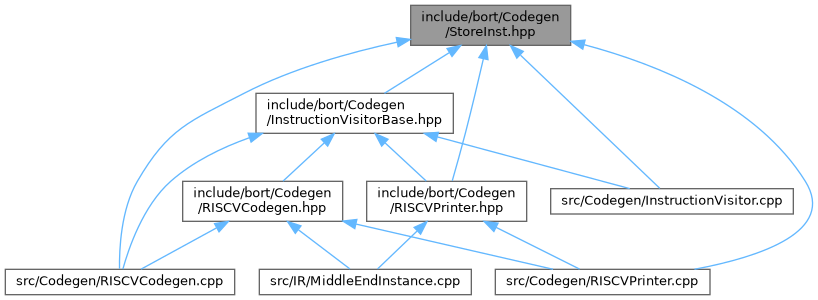 include/bort/Codegen
/StoreInst.hpp
include/bort/Codegen
/InstructionVisitorBase.hpp
include/bort/Codegen
/RISCVCodegen.hpp
include/bort/Codegen
/RISCVPrinter.hpp
src/Codegen/InstructionVisitor.cpp
src/Codegen/RISCVCodegen.cpp
src/IR/MiddleEndInstance.cpp
src/Codegen/RISCVPrinter.cpp